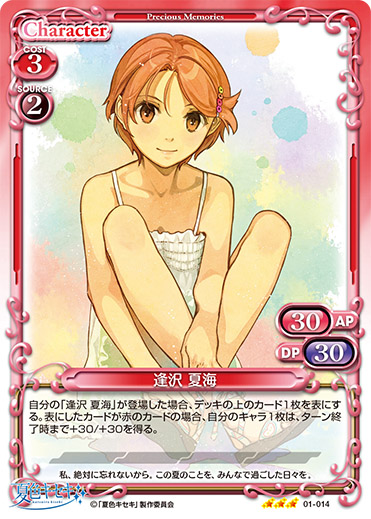 Precious Memories
Character
COST
3
SOURCE
2
30 AP
DP 30
逢沢 夏海
自分の「逢沢 夏海」が登場した場合、デッキの上のカード1枚を表にす
る。表にしたカードが赤のカードの場合、自分のキャラ1枚は、ターン終
了時まで+30/+30を得る。
私、絶対に忘れないから。この夏のことを、みんなで過ごした日々を。
夏色キセキ
©「夏色キセキ」製作委員会
01-014